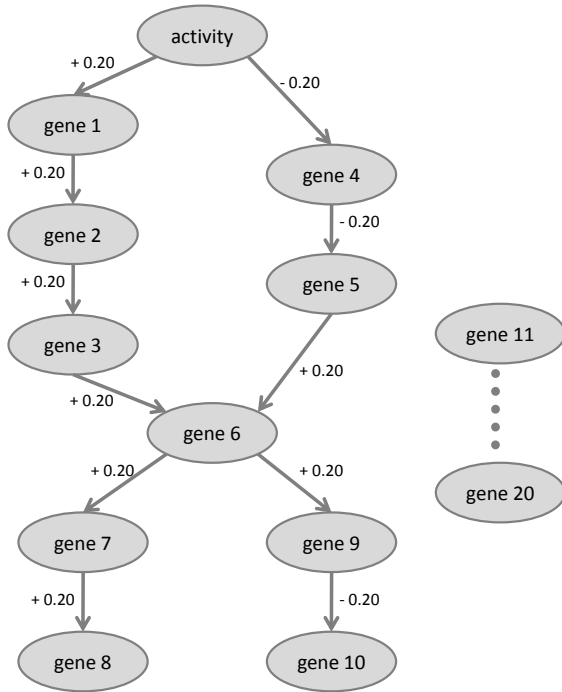 activity
+ 0.20
- 0.20
gene 1
+ 0.20
gene 4
- 0.20
gene 2
+ 0.20
gene 5
gene 3
gene 11
+ 0.20
+ 0.20
gene 6
+ 0.20
+ 0.20
gene 20
gene 7
gene 9
+ 0.20
- 0.20
gene 8
gene 10